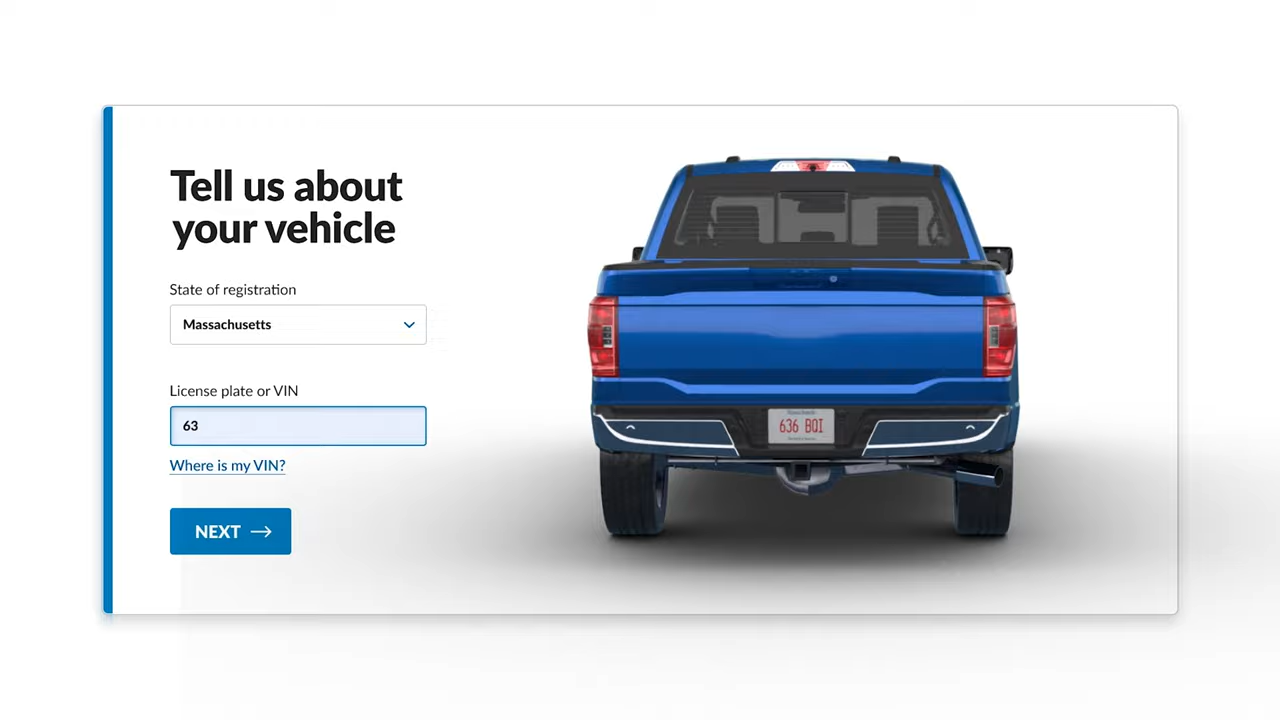 Tell us about
your vehicle
State of registration
Massachusetts
License plate or VIN
63
Where is my VIN?
NEXT
636 BQI